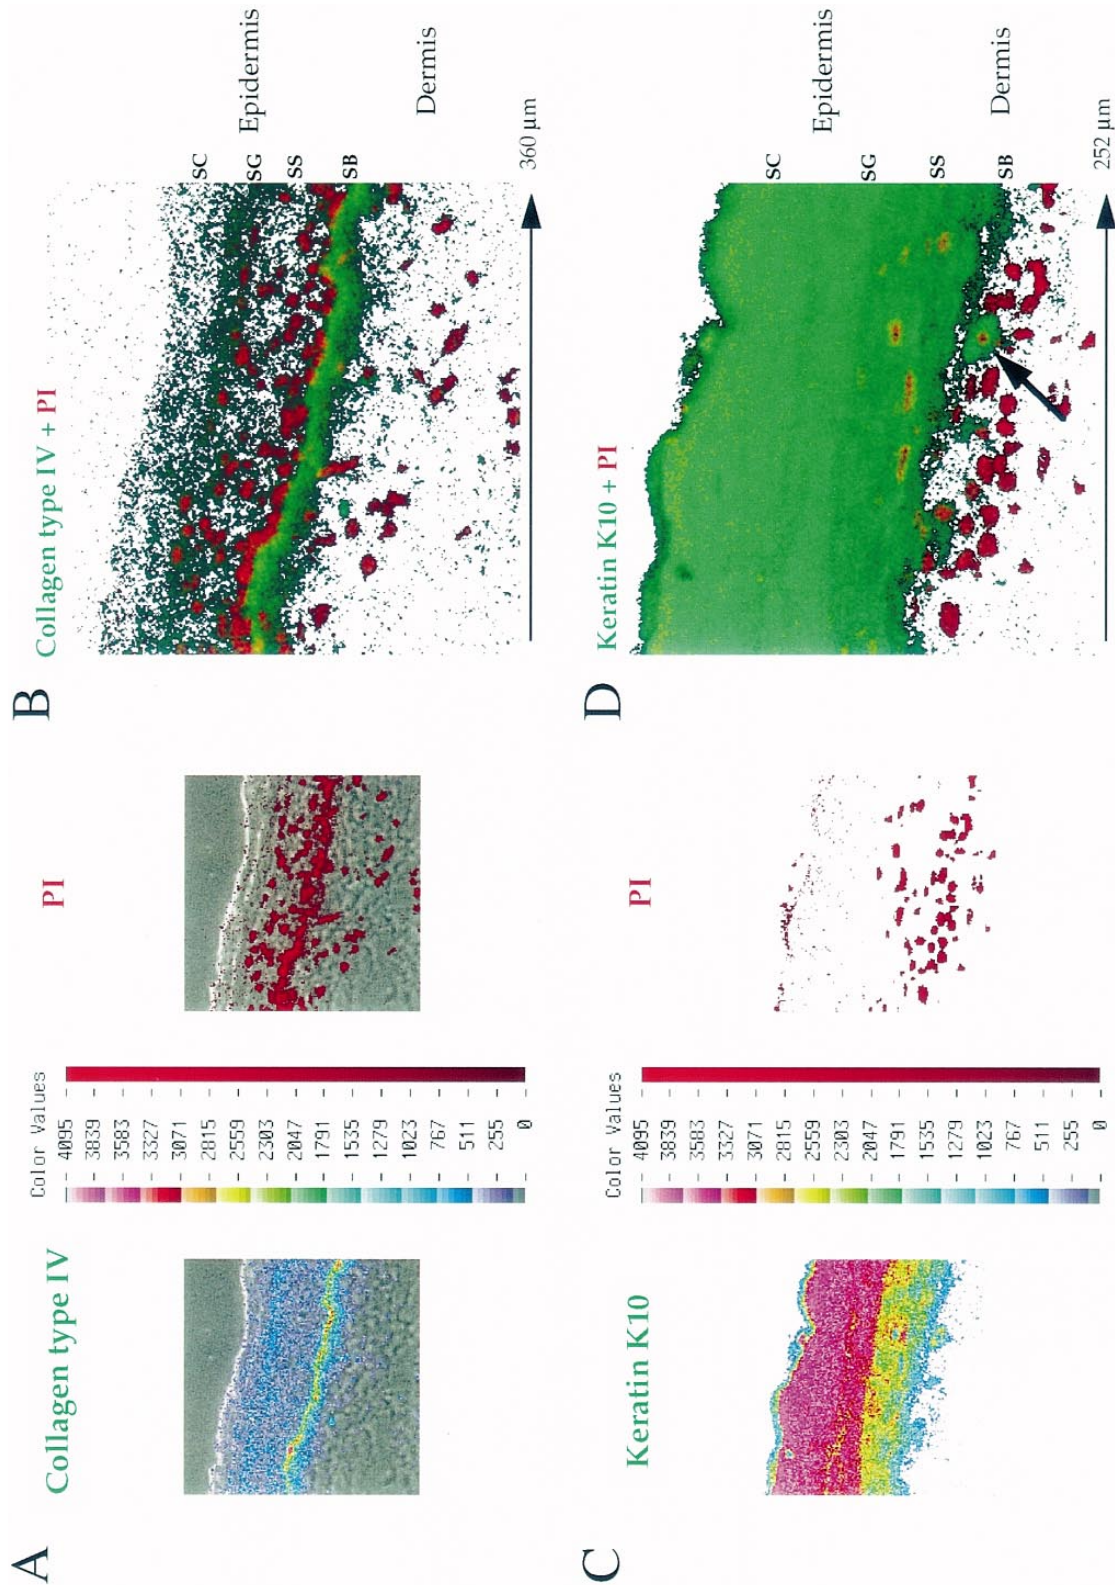 A
Collagen type IV
Color Values
4095
3839
3583
3327
3071
2815
2559
2303
2047
1791
1535
1279
1023
767
511
255
0
PI
B
Collagen type IV + PI
SC
SG
SS
SB
Epidermis
Dermis
360 µm
C
Keratin K10
Color Values
4095
3839
3583
3327
3071
2815
2559
2303
2047
1791
1535
1279
1023
767
511
255
0
PI
D
Keratin K10 + PI
SC
SG
SS
SB
Epidermis
Dermis
252 µm